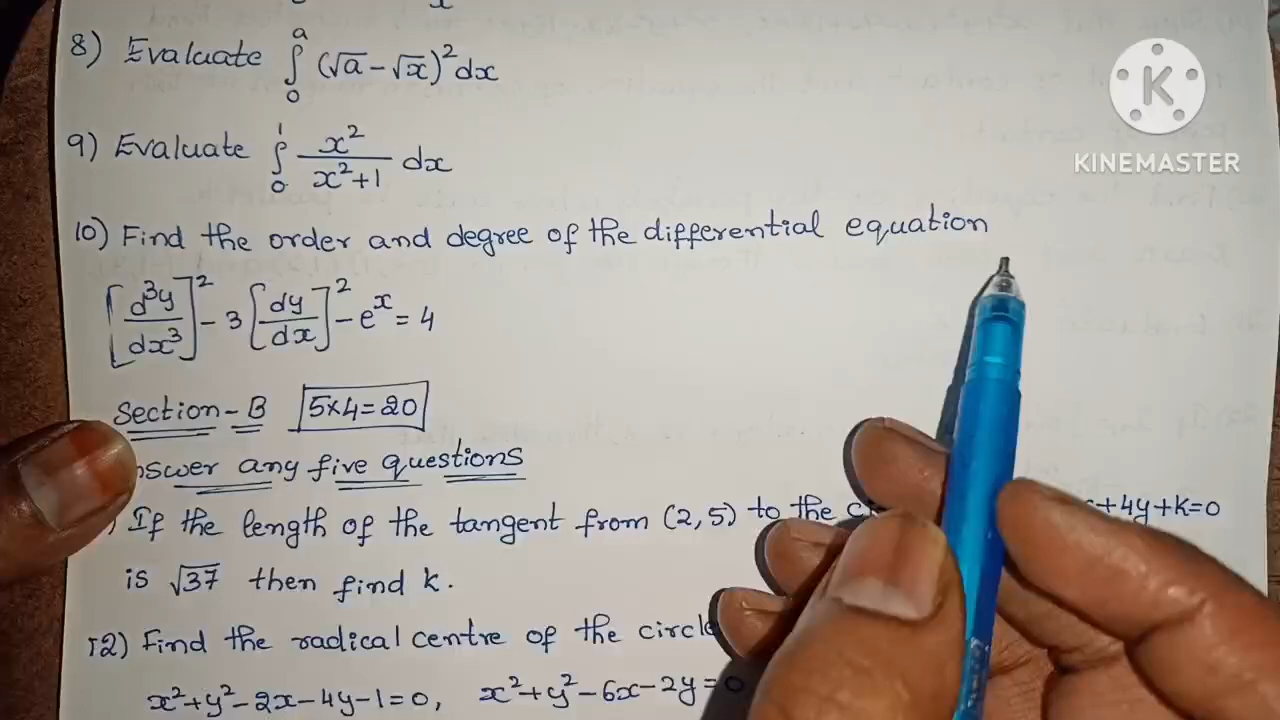 8) Evaluate ∫₀ᵃ (√a - √x)² dx
K
KINEMASTER
9) Evaluate ∫₀¹ x²/(x²+1) dx
10) Find the order and degree of the differential equation
[d³y/dx³]² - 3 [dy/dx]² - eˣ = 4
Section - B 5×4=20
nswer any five questions
) If the length of the tangent from (2, 5) to the ci +4y+k=0
is √37 then find k.
12) Find the radical centre of the circle
x²+y²-2x-4y-1=0, x²+y²-6x-2y=0